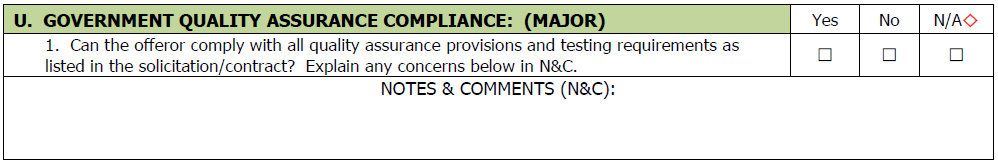 U. GOVERNMENT QUALITY ASSURANCE COMPLIANCE: (MAJOR) Yes No N/A◇
1. Can the offeror comply with all quality assurance provisions and testing requirements as
listed in the solicitation/contract? Explain any concerns below in N&C. ☐ ☐ ☐
NOTES & COMMENTS (N&C):